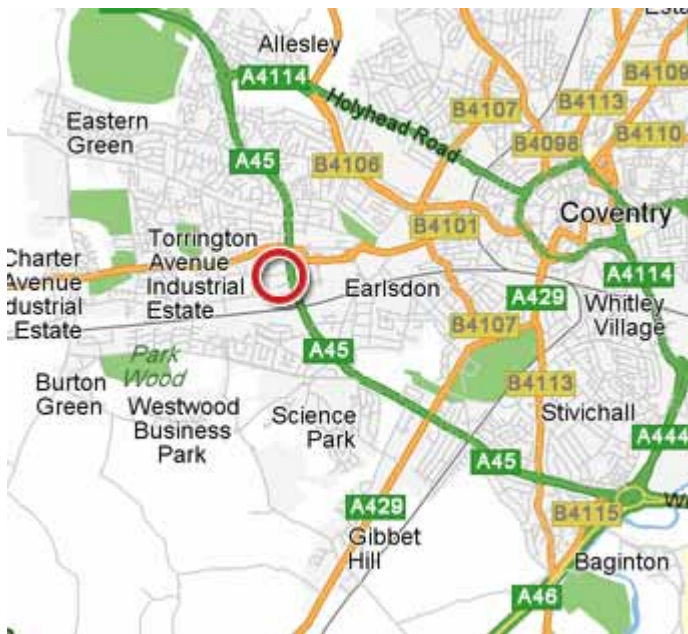 Esta
Allesley
A4114
B4109
B4107
B4113
Holyhead Road
Eastern
Green
B4110
B4098
A45
B4106
Coventry
B4101
Torrington
Avenue
Industrial
Estate
Charter
Avenue
dustrial
Estate
Earlsdon
A4114
A429
Whitley
Village
B4107
A45
Park
Wood
Burton
Green
B4113
Westwood
Business
Park
Science
Park
Stivichall
A444
A45
A429
B4115
Gibbet
Hill
Baginton
A46